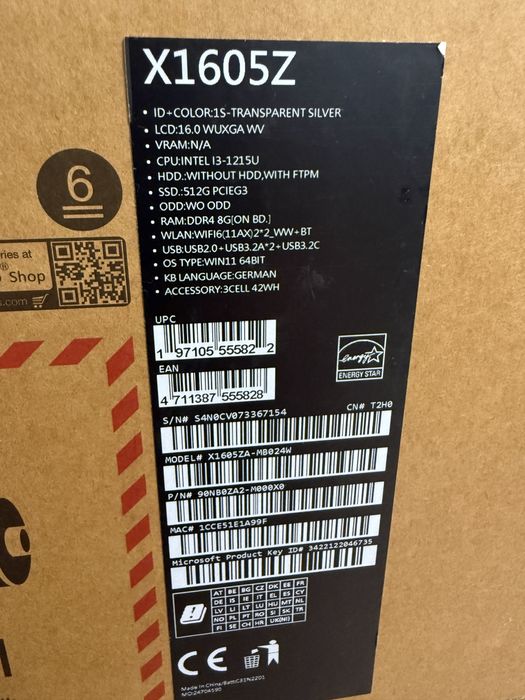 X1605Z
• ID+COLOR:1S-TRANSPARENT SILVER
• LCD:16.0 WUXGA WV
• VRAM:N/A
• CPU:INTEL I3-1215U
• HDD.:WITHOUT HDD,WITH FTPM
• SSD.:512G PCIEG3
• ODD:WO ODD
• RAM:DDR4 8G[ON BD.]
• WLAN:WIFI6(11AX)2*2_WW+BT
• USB:USB2.0+USB3.2A*2+USB3.2C
• OS TYPE:WIN11 64BIT
• KB LANGUAGE:GERMAN
• ACCESSORY:3CELL 42WH
6
ries at
® Shop
s.com
UPC
1 97105 55582 2
EAN
4 711387 555828
energy
ENERGY STAR
S/N# S4N0CV073367154
CN# T2H0
MODEL# X1605ZA-MB024W
P/N# 90NB0ZA2-M000X0
MAC# 1CCE51E1A99F
Microsoft Product Key ID# 3422122046735
AT BE BG CZ DK EE FR
DE IS IE IT EL ES CY
LV LI LT LU HU MT NL
NO PL PT RO SI SK TR
FI SE CH HR UK(NI)
CE
Made in China/Batt:C31N2201